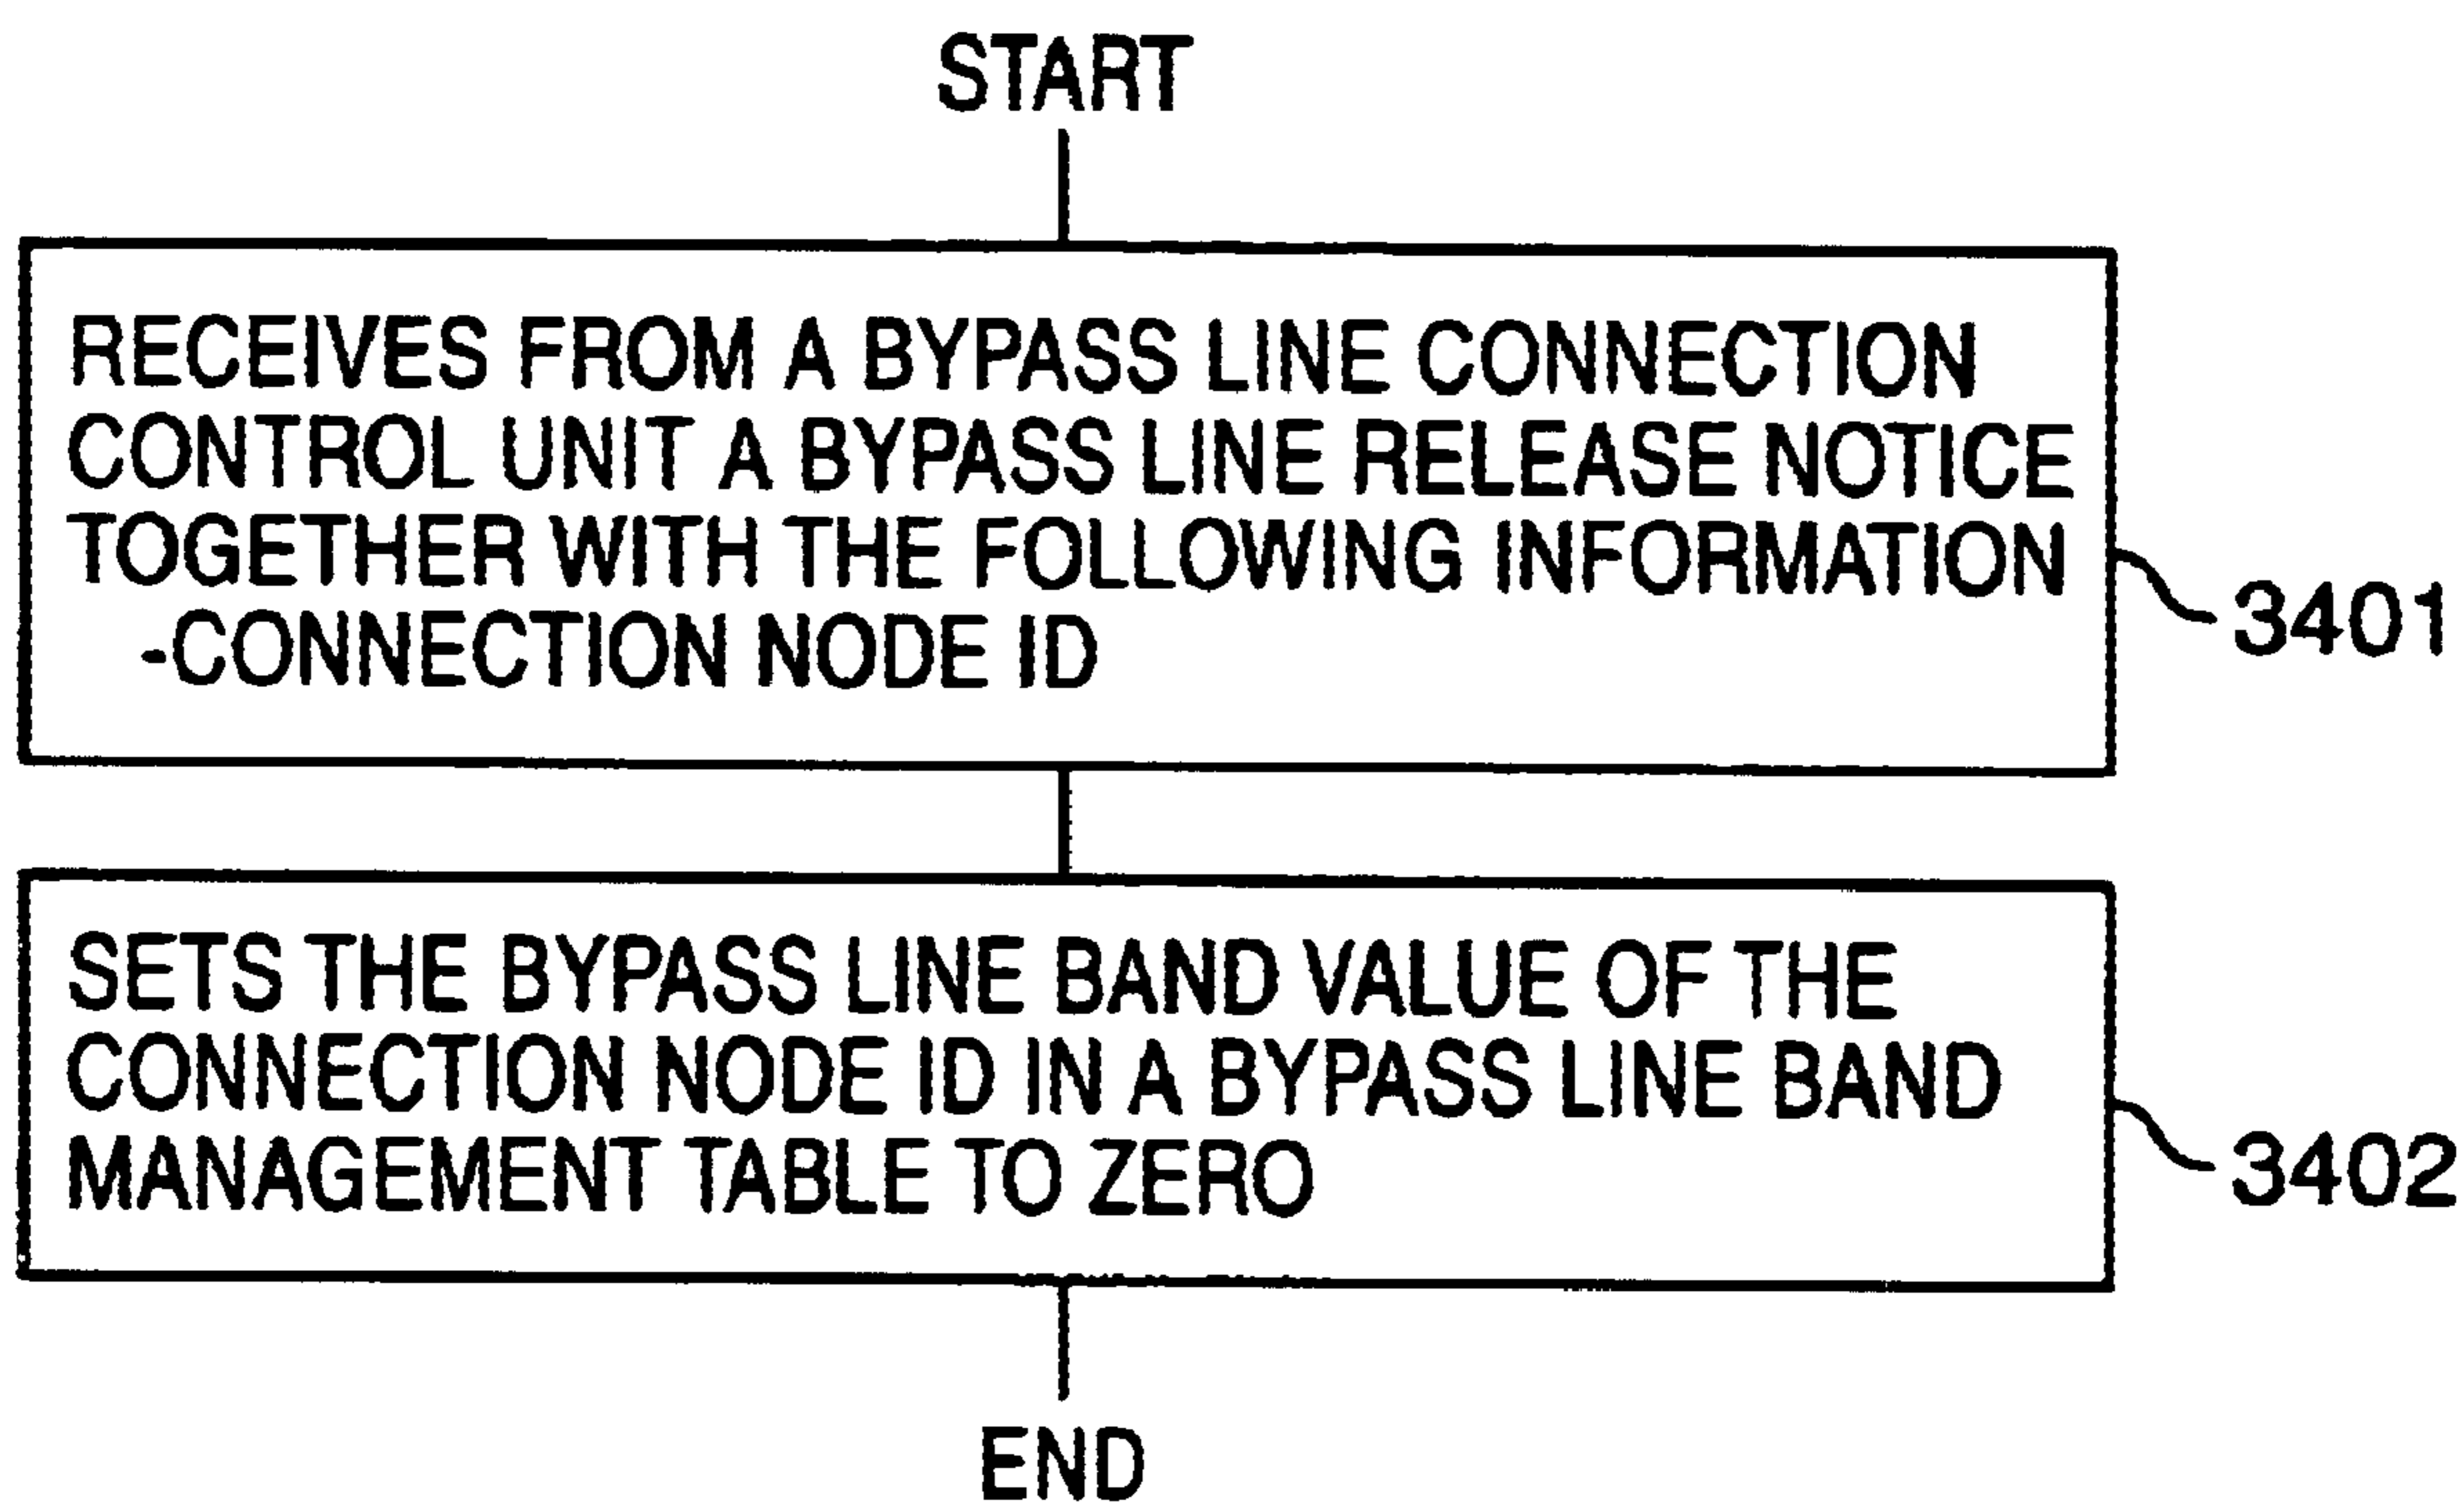 START
RECEIVES FROM A BYPASS LINE CONNECTION
CONTROL UNIT A BYPASS LINE RELEASE NOTICE
TOGETHER WITH THE FOLLOWING INFORMATION
-CONNECTION NODE ID
3401
SETS THE BYPASS LINE BAND VALUE OF THE
CONNECTION NODE ID IN A BYPASS LINE BAND
MANAGEMENT TABLE TO ZERO
3402
END